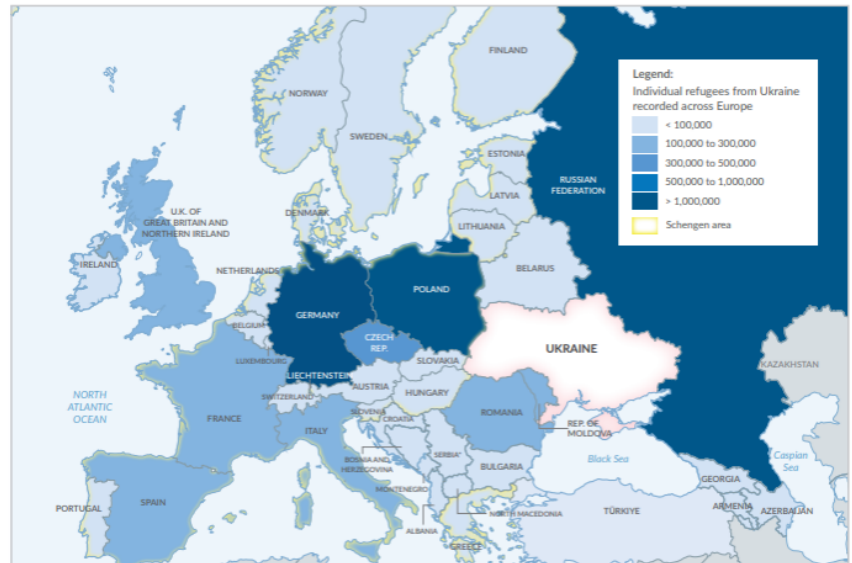 FINLAND
NORWAY
SWEDEN
Legend:
Individual refugees from Ukraine
recorded across Europe
< 100,000
100,000 to 300,000
300,000 to 500,000
500,000 to 1,000,000
> 1,000,000
Schengen area
ESTONIA
RUSSIAN
FEDERATION
LATVIA
U.K. OF
GREAT BRITAIN AND
NORTHERN IRELAND
DENMARK
LITHUANIA
IRELAND
NETHERLANDS
BELARUS
POLAND
GERMANY
BELGIUM
CZECH
REP.
UKRAINE
LUXEMBOURG
SLOVAKIA
KAZAKHSTAN
LIECHTENSTEIN
AUSTRIA
SWITZERLAND
HUNGARY
NORTH
ATLANTIC
OCEAN
FRANCE
SLOVENIA
CROATIA
ROMANIA
REP. OF
MOLDOVA
ITALY
BOSNIA AND
HERZEGOVINA
SERBIA*
Black Sea
Caspian
Sea
BULGARIA
MONTENEGRO
GEORGIA
PORTUGAL
SPAIN
NORTH MACEDONIA
TÜRKIYE
ARMENIA
AZERBAIJAN
ALBANIA
GREECE